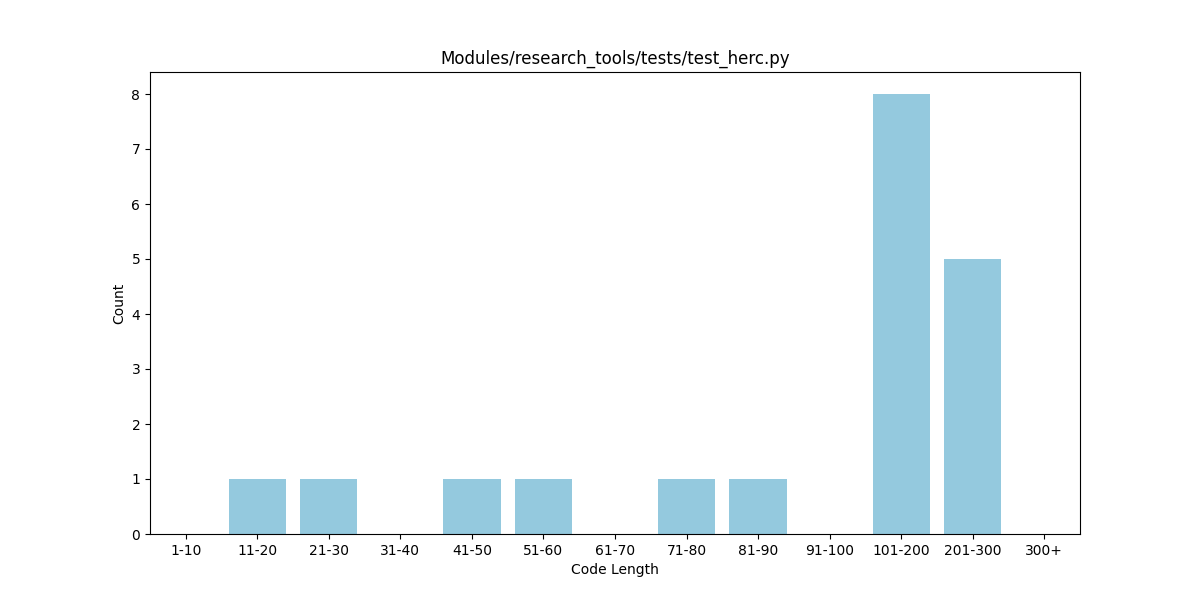 Modules/research_tools/tests/test_herc.py
8
7
6
5
4
3
2
1
0
Count
1-10 11-20 21-30 31-40 41-50 51-60 61-70 71-80 81-90 91-100 101-200 201-300 300+
Code Length